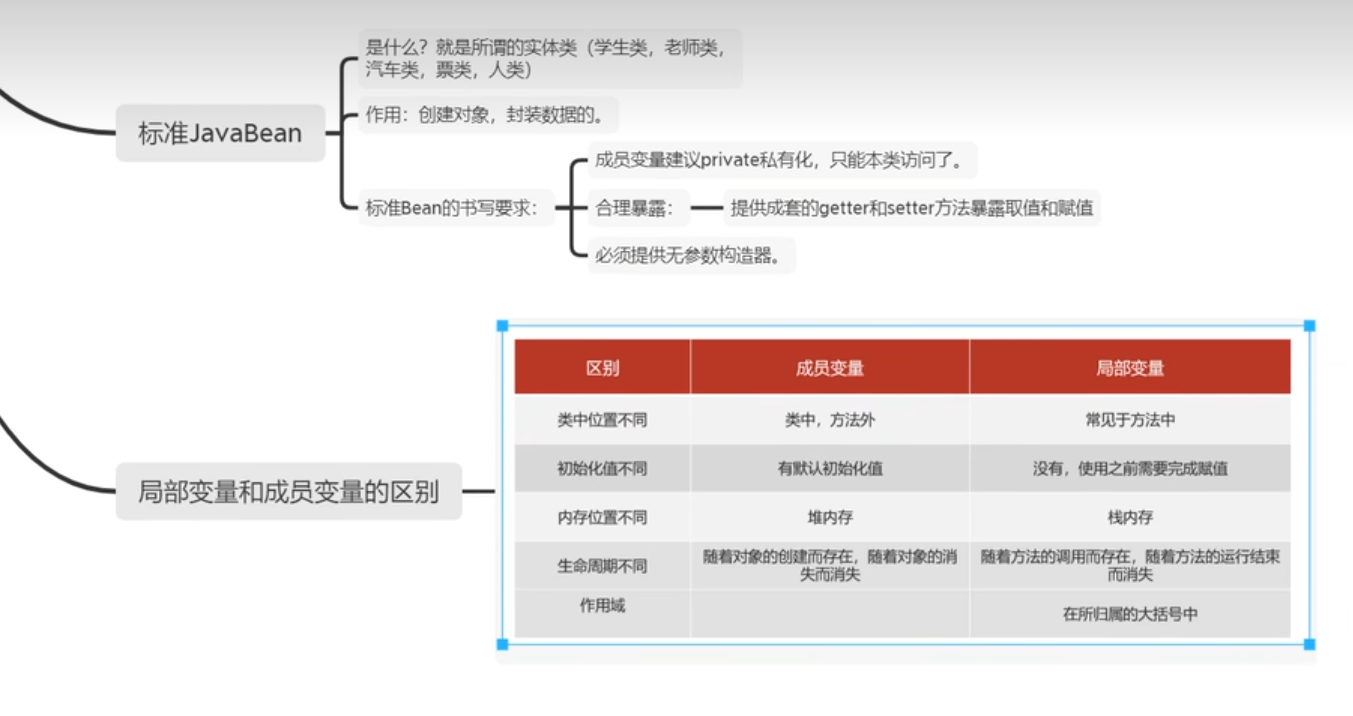 是什么？就是所谓的实体类（学生类，老师类，
汽车类，票类，人类）
标准JavaBean
作用：创建对象，封装数据的。
成员变量建议private私有化，只能本类访问了。
标准Bean的书写要求：
合理暴露：
提供成套的getter和setter方法暴露取值和赋值
必须提供无参数构造器。
局部变量和成员变量的区别
区别 成员变量 局部变量
类中位置不同 类中，方法外 常见于方法中
初始化值不同 有默认初始化值 没有，使用之前需要完成赋值
内存位置不同 堆内存 栈内存
生命周期不同
随着对象的创建而存在，随着对象的消
失而消失
随着方法的调用而存在，随着方法的运行结束
而消失
作用域
在所归属的大括号中